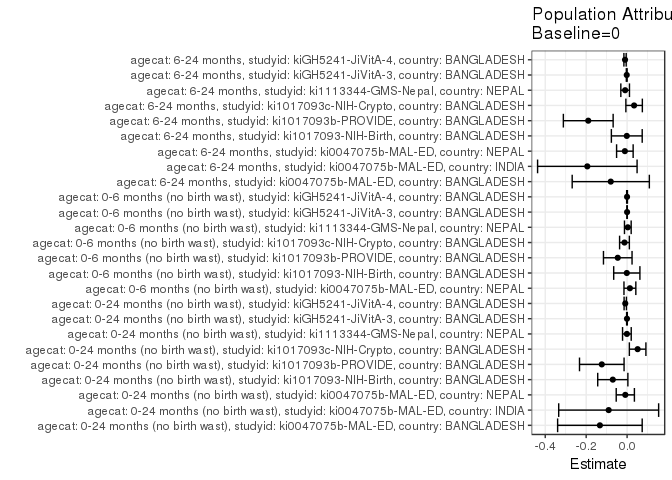 Population Attribu
Baseline=0
agecat: 6-24 months, studyid: kiGH5241-JiVitA-4, country: BANGLADESH
agecat: 6-24 months, studyid: kiGH5241-JiVitA-3, country: BANGLADESH
agecat: 6-24 months, studyid: ki1113344-GMS-Nepal, country: NEPAL
agecat: 6-24 months, studyid: ki1017093c-NIH-Crypto, country: BANGLADESH
agecat: 6-24 months, studyid: ki1017093b-PROVIDE, country: BANGLADESH
agecat: 6-24 months, studyid: ki1017093-NIH-Birth, country: BANGLADESH
agecat: 6-24 months, studyid: ki0047075b-MAL-ED, country: NEPAL
agecat: 6-24 months, studyid: ki0047075b-MAL-ED, country: INDIA
agecat: 6-24 months, studyid: ki0047075b-MAL-ED, country: BANGLADESH
agecat: 0-6 months (no birth wast), studyid: kiGH5241-JiVitA-4, country: BANGLADESH
agecat: 0-6 months (no birth wast), studyid: kiGH5241-JiVitA-3, country: BANGLADESH
agecat: 0-6 months (no birth wast), studyid: ki1113344-GMS-Nepal, country: NEPAL
agecat: 0-6 months (no birth wast), studyid: ki1017093c-NIH-Crypto, country: BANGLADESH
agecat: 0-6 months (no birth wast), studyid: ki1017093b-PROVIDE, country: BANGLADESH
agecat: 0-6 months (no birth wast), studyid: ki1017093-NIH-Birth, country: BANGLADESH
agecat: 0-6 months (no birth wast), studyid: ki0047075b-MAL-ED, country: NEPAL
agecat: 0-24 months (no birth wast), studyid: kiGH5241-JiVitA-4, country: BANGLADESH
agecat: 0-24 months (no birth wast), studyid: kiGH5241-JiVitA-3, country: BANGLADESH
agecat: 0-24 months (no birth wast), studyid: ki1113344-GMS-Nepal, country: NEPAL
agecat: 0-24 months (no birth wast), studyid: ki1017093c-NIH-Crypto, country: BANGLADESH
agecat: 0-24 months (no birth wast), studyid: ki1017093b-PROVIDE, country: BANGLADESH
agecat: 0-24 months (no birth wast), studyid: ki1017093-NIH-Birth, country: BANGLADESH
agecat: 0-24 months (no birth wast), studyid: ki0047075b-MAL-ED, country: NEPAL
agecat: 0-24 months (no birth wast), studyid: ki0047075b-MAL-ED, country: INDIA
agecat: 0-24 months (no birth wast), studyid: ki0047075b-MAL-ED, country: BANGLADESH
-0.4 -0.2 0.0
Estimate